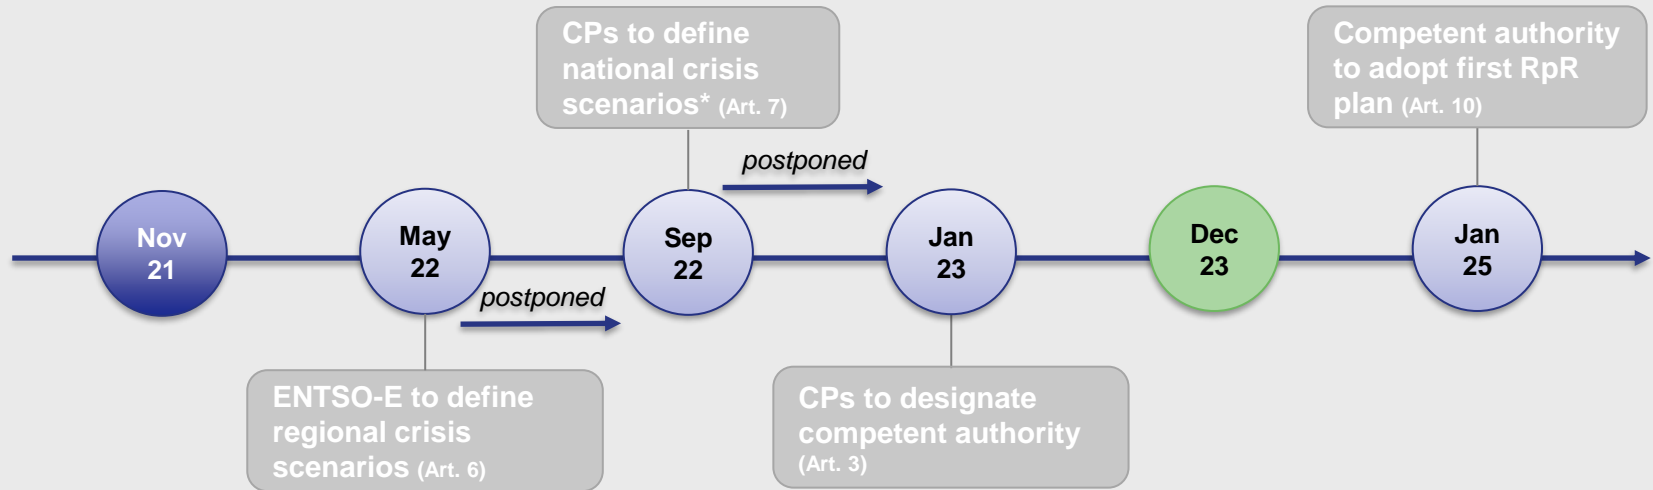 CPs to define
national crisis
scenarios* (Art. 7)
Competent authority
to adopt first RpR
plan (Art. 10)
postponed
Nov
21
May
22
Sep
22
Jan
23
Dec
23
Jan
25
postponed
ENTSO-E to define
regional crisis
scenarios (Art. 6)
CPs to designate
competent authority
(Art. 3)